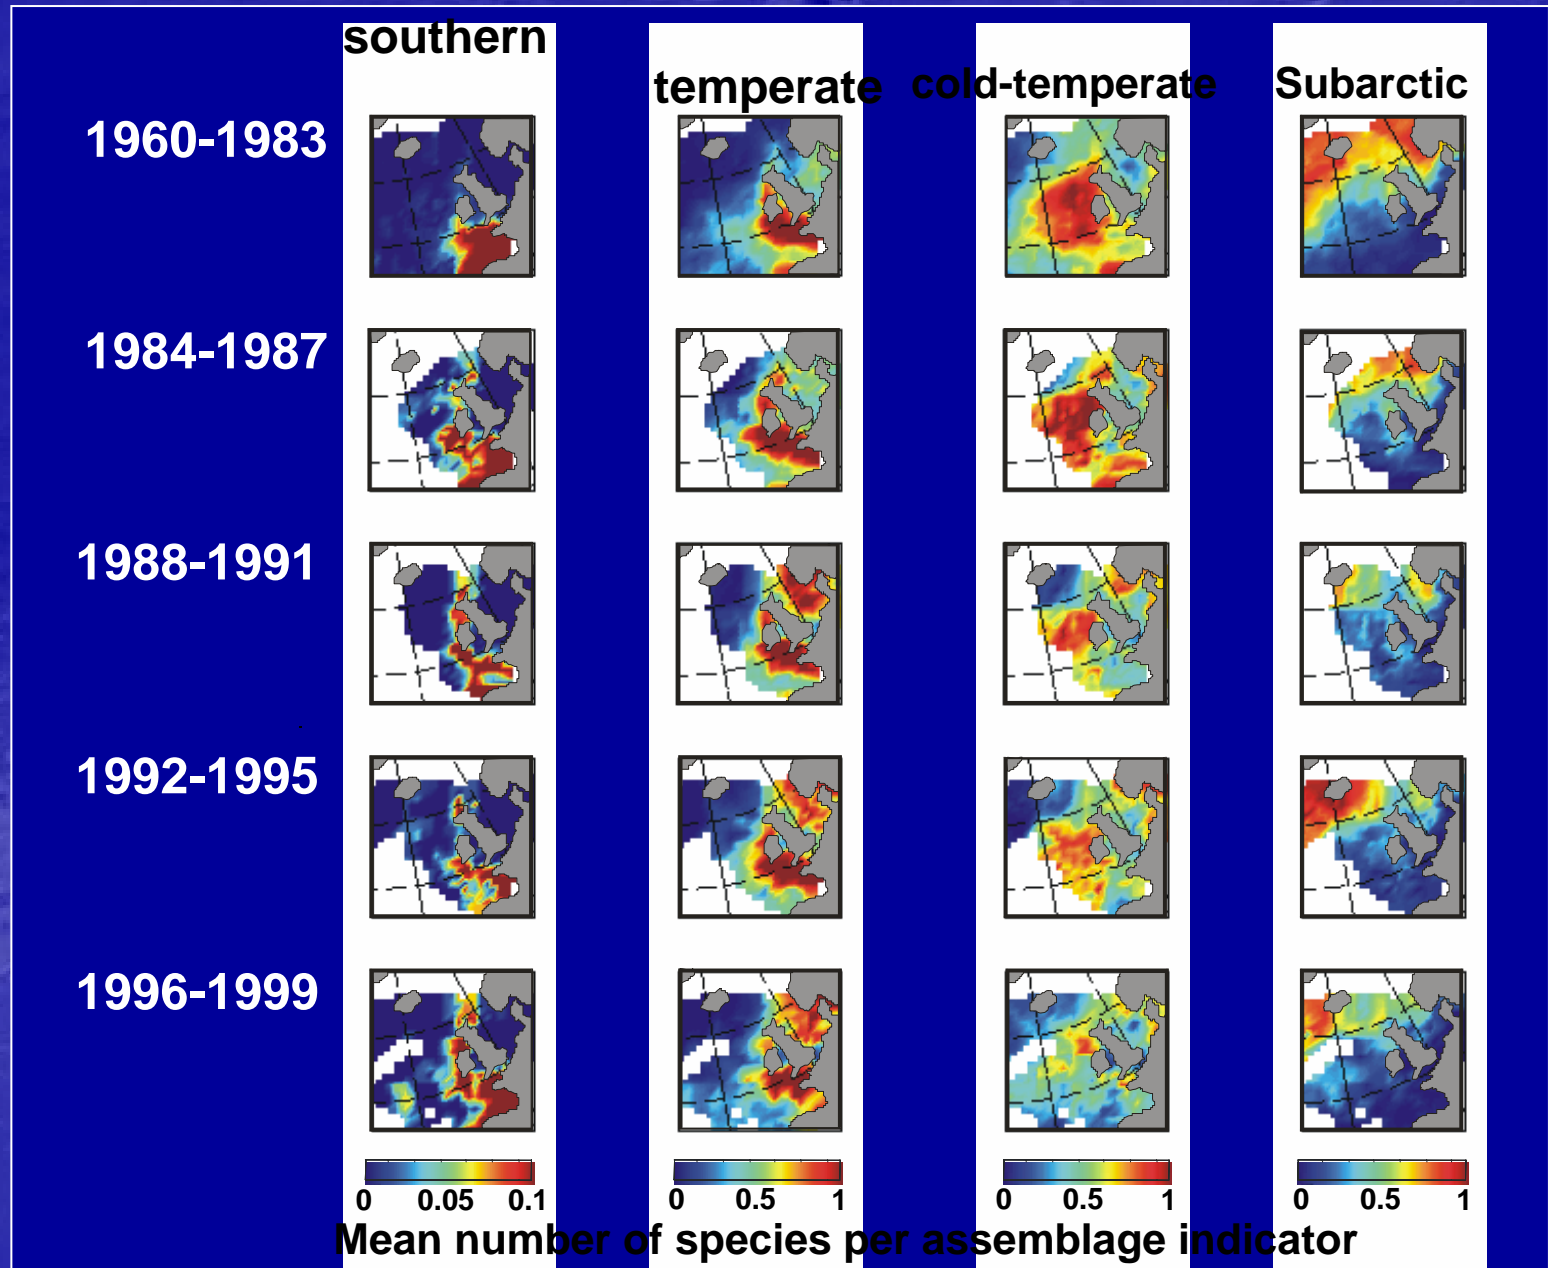 southern
temperate cold-temperate Subarctic
1960-1983
1984-1987
1988-1991
1992-1995
1996-1999
0 0.05 0.1 0 0.5 1 0 0.5 1 0 0.5 1
Mean number of species per assemblage indicator